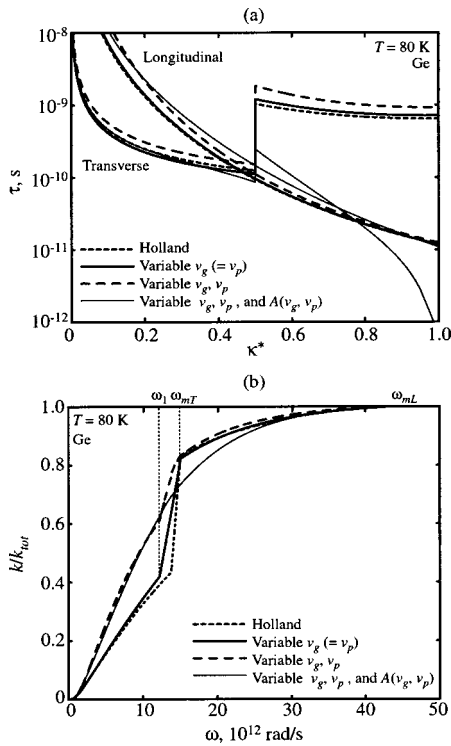 (a)
10⁻⁸
Longitudinal
T = 80 K
Ge
10⁻⁹
τ, s
Transverse
10⁻¹⁰
10⁻¹¹
Holland
Variable v_g (= v_p)
Variable v_g, v_p
Variable v_g, v_p, and A(v_g, v_p)
10⁻¹²
0 0.2 0.4 0.6 0.8 1.0
κ*
(b)
ω₁ ω_mT ω_mL
1.0
T = 80 K
Ge
0.8
0.6
k/k_tot
0.4
0.2
Holland
Variable v_g (= v_p)
Variable v_g, v_p
Variable v_g, v_p, and A(v_g, v_p)
0
0 10 20 30 40 50
ω, 10¹² rad/s